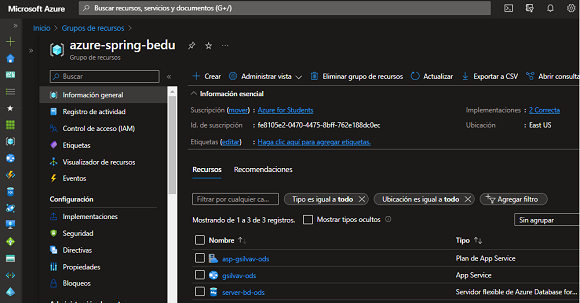 Microsoft Azure
Buscar recursos, servicios y documentos (G+/)
Inicio > Grupos de recursos >
azure-spring-bedu
Grupo de recursos
Buscar
Información general
Registro de actividad
Control de acceso (IAM)
Etiquetas
Visualizador de recursos
Eventos
Configuración
Implementaciones
Seguridad
Directivas
Propiedades
Bloqueos
Crear
Administrar vista
Eliminar grupo de recursos
Actualizar
Exportar a CSV
Abrir consulta
Información esencial
Suscripción (mover) : Azure for Students
Implementaciones : 2 Correcta
Id. de suscripción : fe8105e2-0470-4475-8bff-762e188dc0ec
Ubicación : East US
Etiquetas (editar) : Haga clic aquí para agregar etiquetas.
Recursos
Recomendaciones
Filtrar por cualquier ca...
Tipo es igual a todo
Ubicación es igual a todo
Agregar filtro
Mostrando de 1 a 3 de 3 registros.
Mostrar tipos ocultos
Sin agrupar
Nombre
Tipo
asp-gsilvav-ods
Plan de App Service
gsilvav-ods
App Service
server-bd-ods
Servidor flexible de Azure Database for...